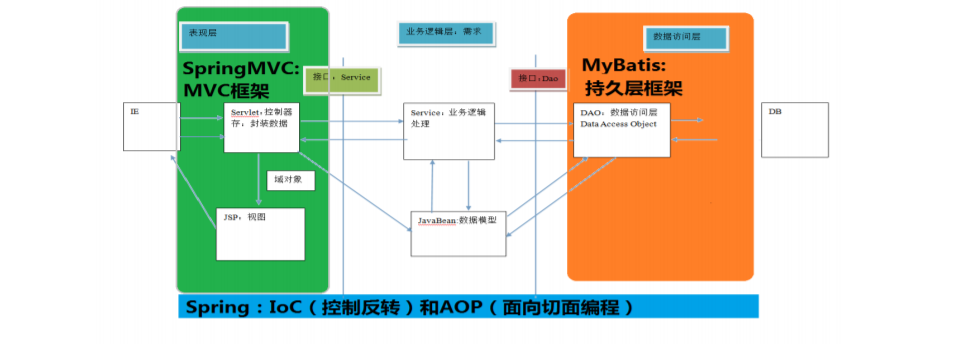 表现层
业务逻辑层：需求
数据访问层
SpringMVC:
MVC框架
接口：Service
接口：Dao
MyBatis:
持久层框架
IE
Servlet:控制器
存：封装数据
Service：业务逻辑
处理
DAO：数据访问层
Data Access Object
DB
域对象
JSP：视图
JavaBean:数据模型
Spring：IoC（控制反转）和AOP（面向切面编程）